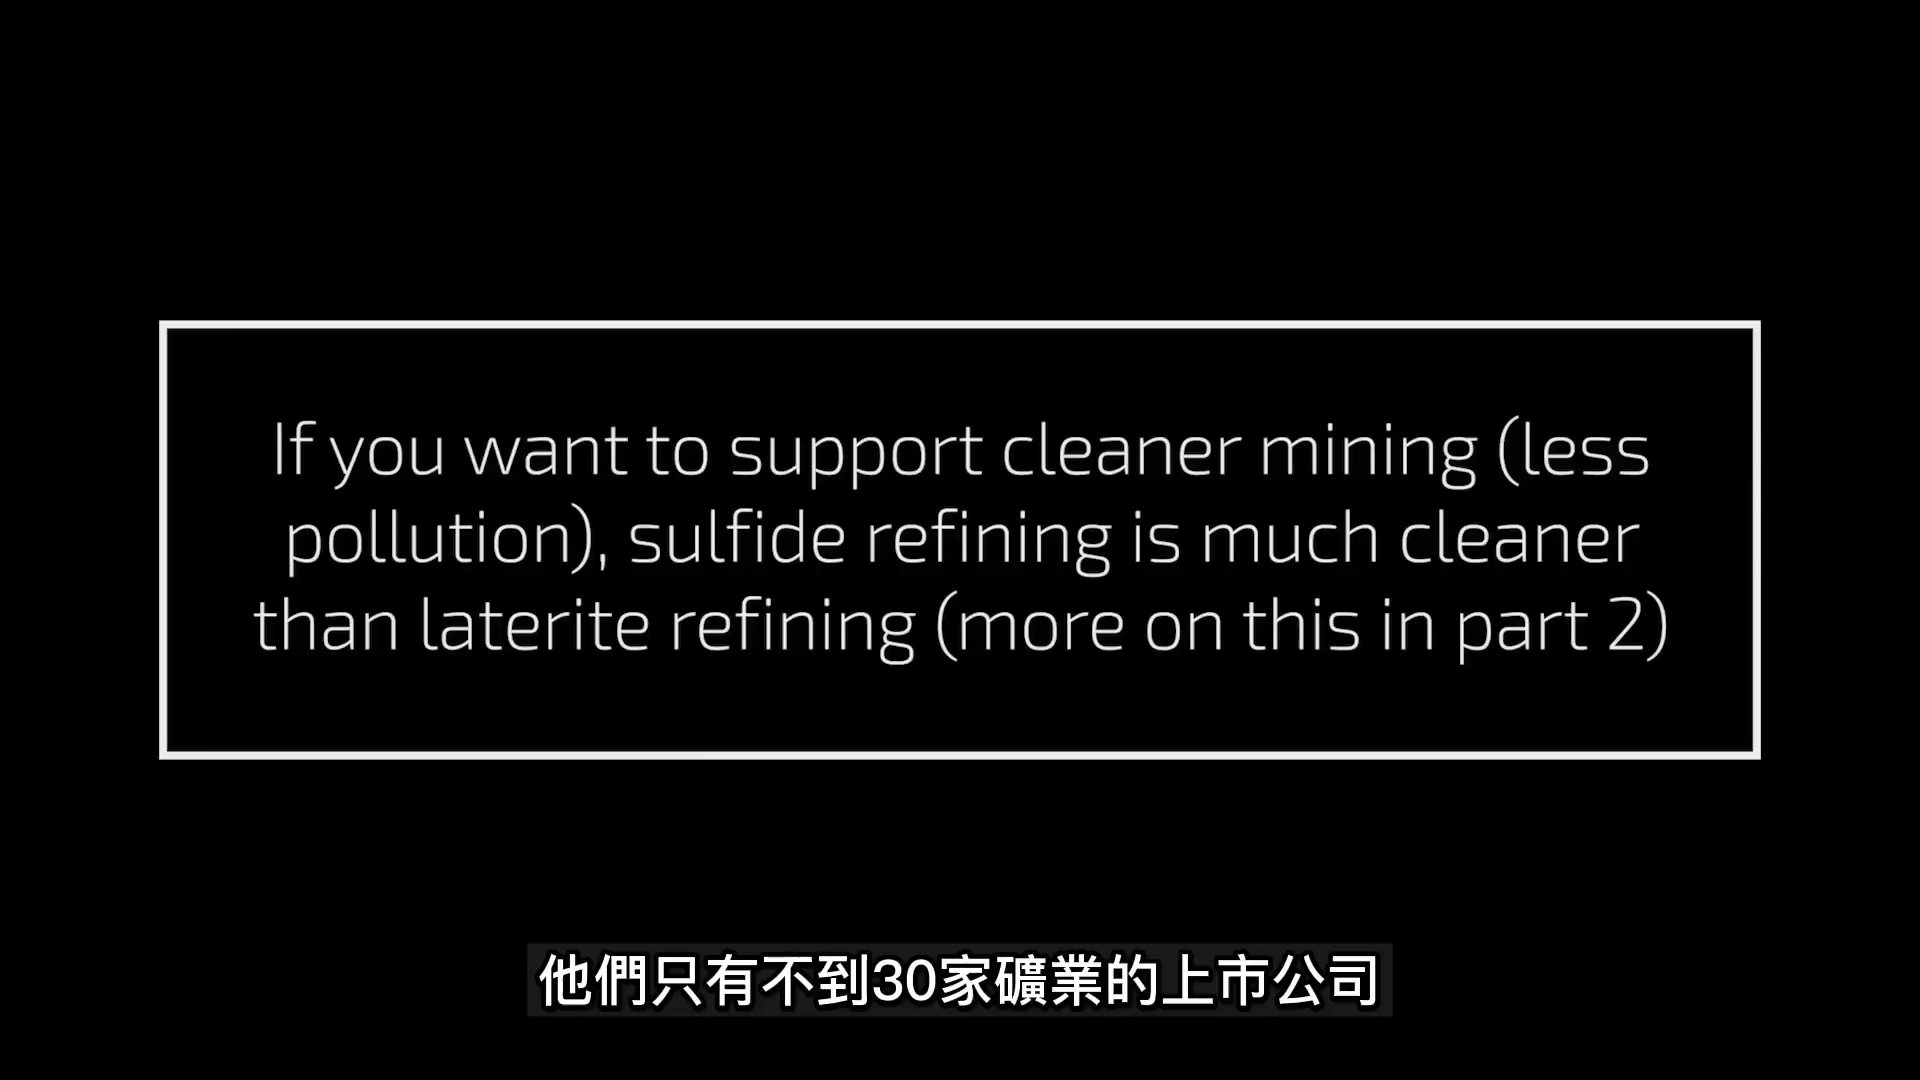 If you want to support cleaner mining (less
pollution), sulfide refining is much cleaner
than laterite refining (more on this in part 2)
他們只有不到30家礦業的上市公司